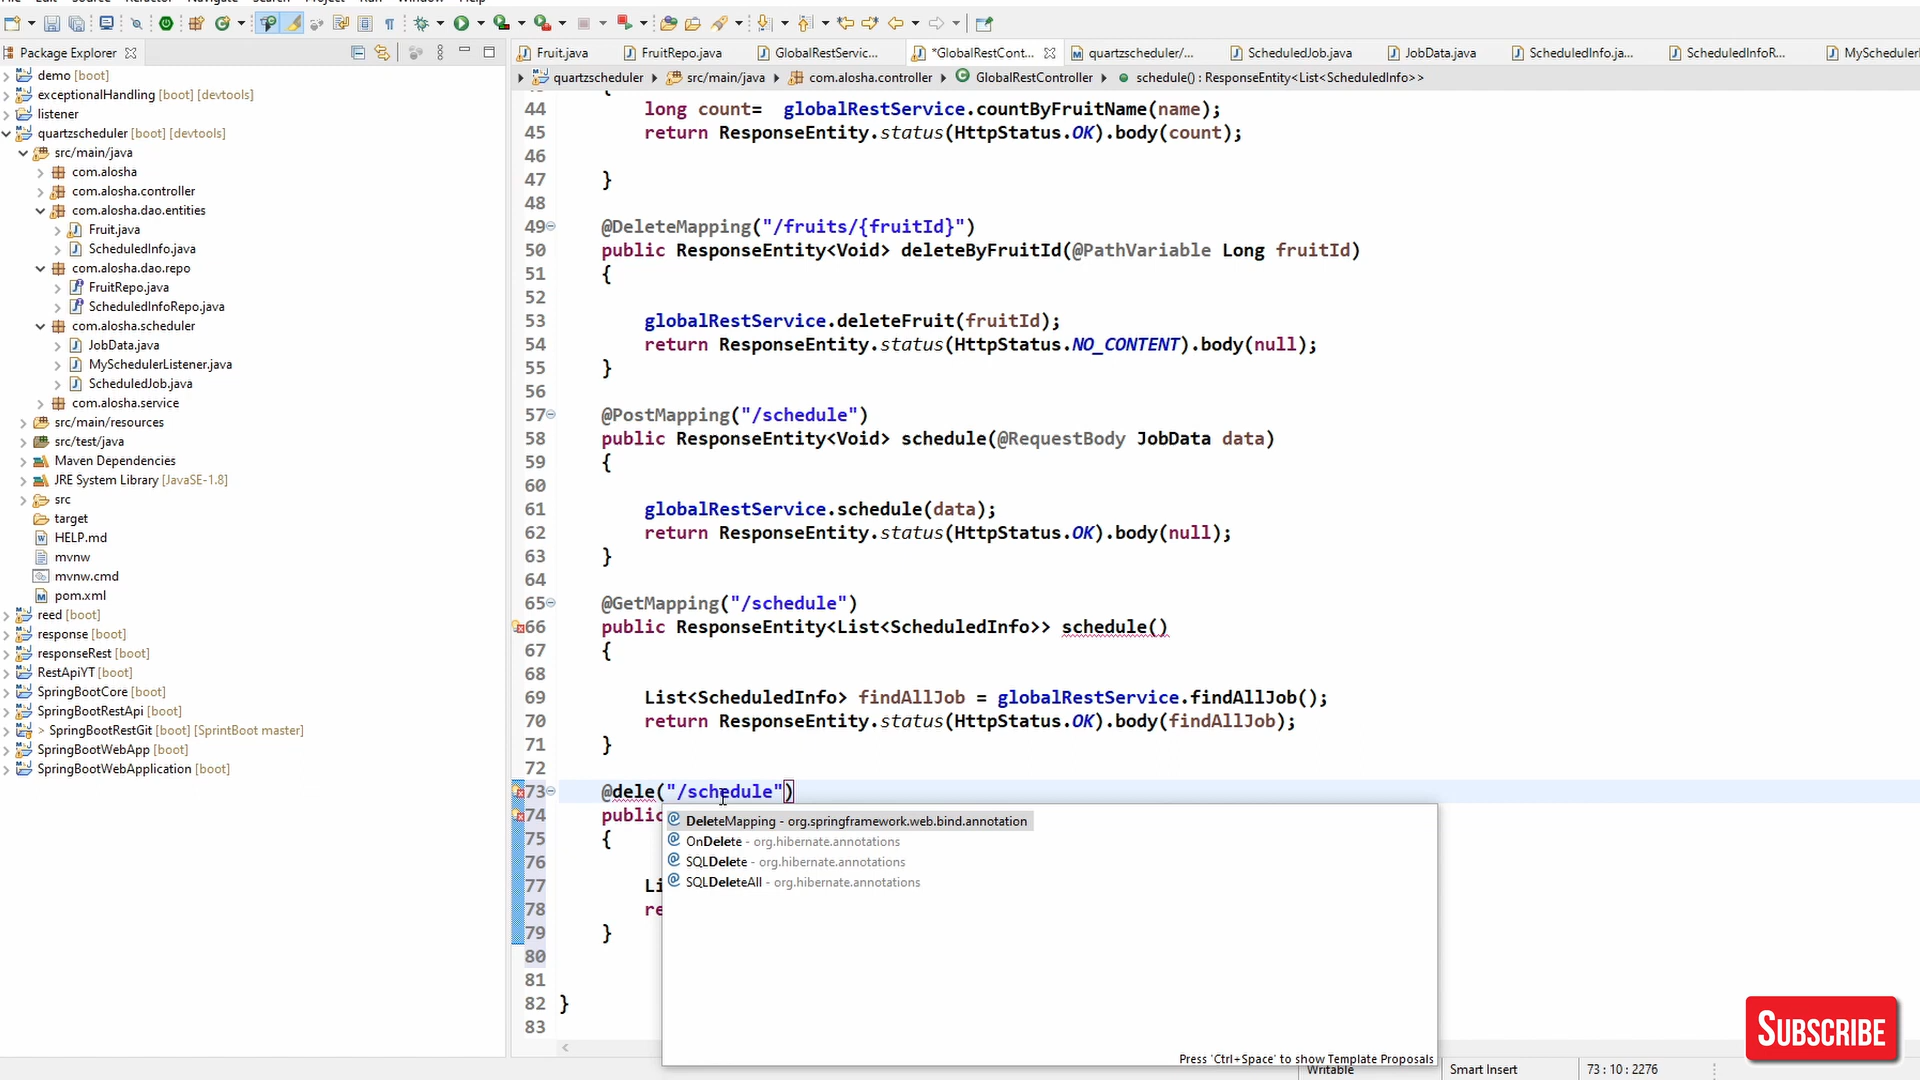 File Edit Source Refactor Navigate Search Project Run Window Help
Package Explorer
Fruit.java
FruitRepo.java
GlobalRestServic...
*GlobalRestCont...
quartzscheduler/...
ScheduledJob.java
JobData.java
ScheduledInfo.ja...
ScheduledInfoR...
MyScheduler
quartzscheduler
src/main/java
com.alosha.controller
GlobalRestController
schedule() : ResponseEntity<List<ScheduledInfo>>
demo [boot]
exceptionalHandling [boot] [devtools]
listener
quartzscheduler [boot] [devtools]
src/main/java
com.alosha
com.alosha.controller
com.alosha.dao.entities
Fruit.java
ScheduledInfo.java
com.alosha.dao.repo
FruitRepo.java
ScheduledInfoRepo.java
com.alosha.scheduler
JobData.java
MySchedulerListener.java
ScheduledJob.java
com.alosha.service
src/main/resources
src/test/java
Maven Dependencies
JRE System Library [JavaSE-1.8]
src
target
HELP.md
mvnw
mvnw.cmd
pom.xml
reed [boot]
response [boot]
responseRest [boot]
RestApiYT [boot]
SpringBootCore [boot]
SpringBootRestApi [boot]
> SpringBootRestGit [boot] [SprintBoot master]
SpringBootWebApp [boot]
SpringBootWebApplication [boot]
{
44 long count=  globalRestService.countByFruitName(name);
45 return ResponseEntity.status(HttpStatus.OK).body(count);
46
47 }
48
49 @DeleteMapping("/fruits/{fruitId}")
50 public ResponseEntity<Void> deleteByFruitId(@PathVariable Long fruitId)
51 {
52
53 globalRestService.deleteFruit(fruitId);
54 return ResponseEntity.status(HttpStatus.NO_CONTENT).body(null);
55 }
56
57 @PostMapping("/schedule")
58 public ResponseEntity<Void> schedule(@RequestBody JobData data)
59 {
60
61 globalRestService.schedule(data);
62 return ResponseEntity.status(HttpStatus.OK).body(null);
63 }
64
65 @GetMapping("/schedule")
66 public ResponseEntity<List<ScheduledInfo>> schedule()
67 {
68
69 List<ScheduledInfo> findAllJob = globalRestService.findAllJob();
70 return ResponseEntity.status(HttpStatus.OK).body(findAllJob);
71 }
72
73 @dele("/schedule")
74 public
75 {
76
77 Li
78 re
79 }
80
81
82 }
83
DeleteMapping - org.springframework.web.bind.annotation
OnDelete - org.hibernate.annotations
SQLDelete - org.hibernate.annotations
SQLDeleteAll - org.hibernate.annotations
Press 'Ctrl+Space' to show Template Proposals
Writable
Smart Insert
73 : 10 : 2276
SUBSCRIBE